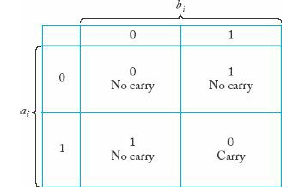 b i
0 1
0 0 1
No carry No carry
a i
1 1 0
No carry Carry